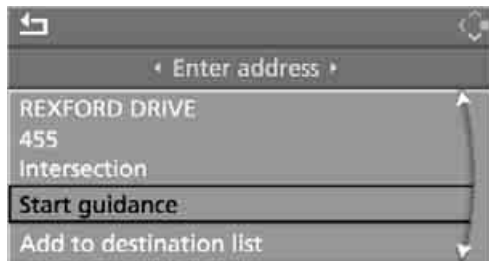 Enter address
REXFORD DRIVE
455
Intersection
Start guidance
Add to destination list